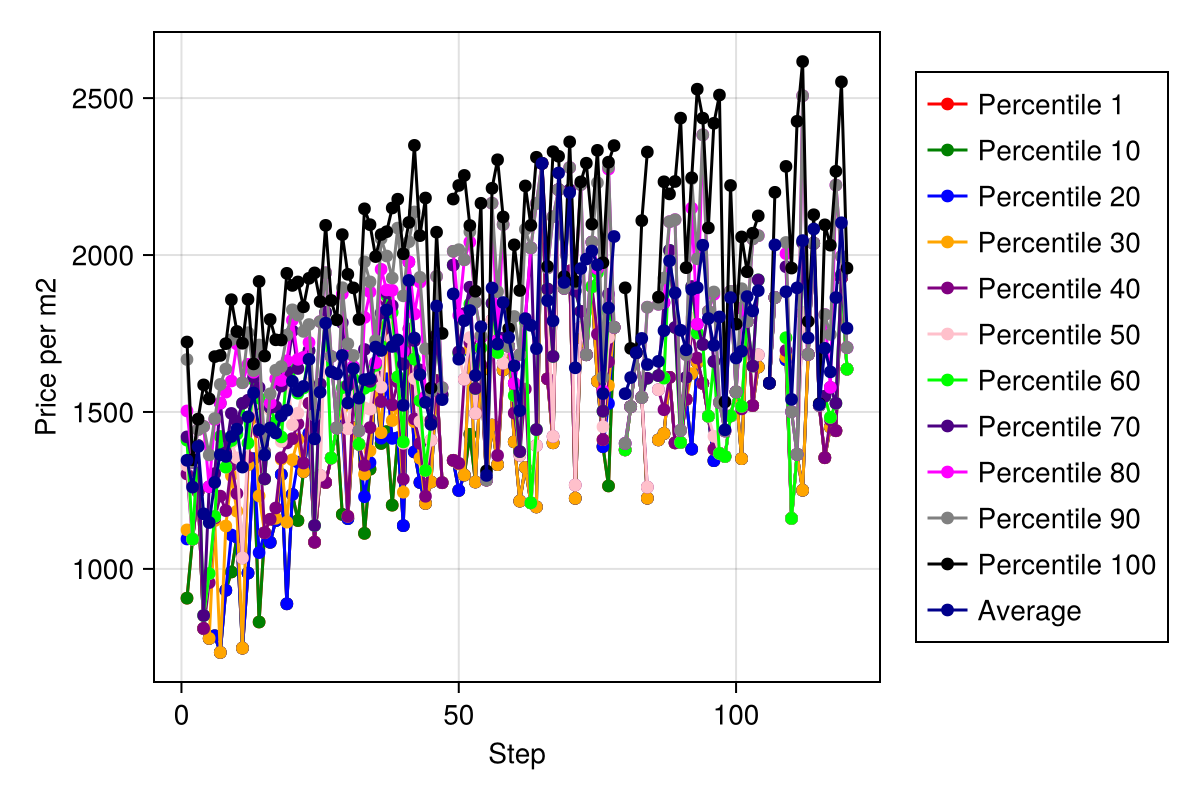 Price per m2
2500
2000
1500
1000
0
50
100
Step
Percentile 1
Percentile 10
Percentile 20
Percentile 30
Percentile 40
Percentile 50
Percentile 60
Percentile 70
Percentile 80
Percentile 90
Percentile 100
Average